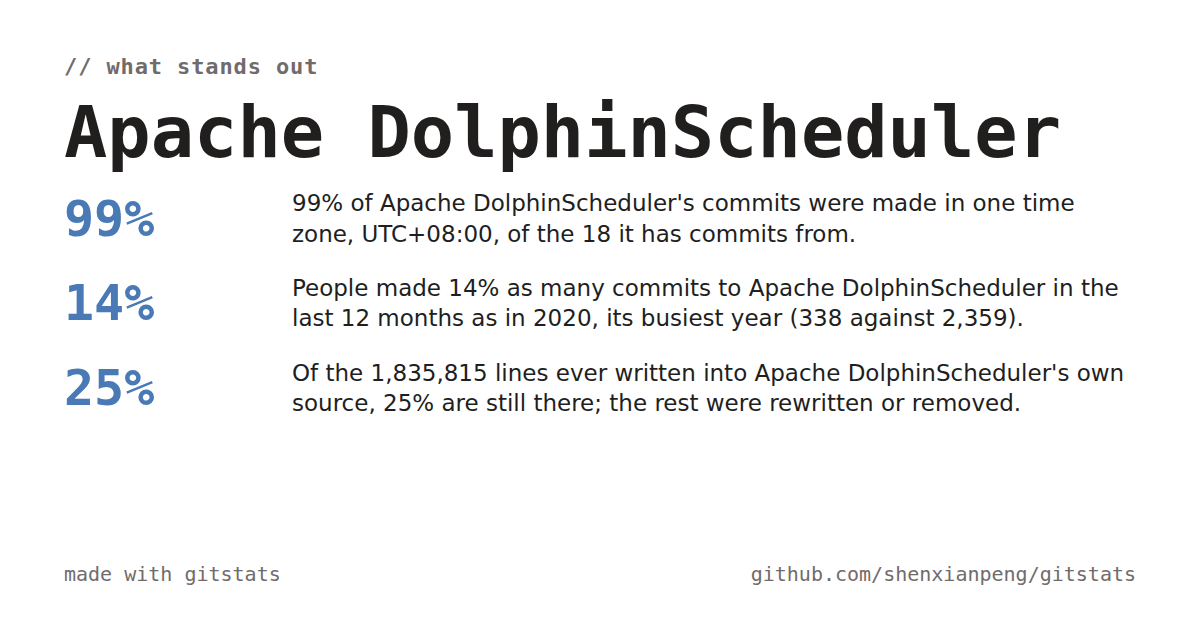 // what stands out
Apache DolphinScheduler
99%
99% of Apache DolphinScheduler's commits were made in one time
zone, UTC+08:00, of the 18 it has commits from.
14%
People made 14% as many commits to Apache DolphinScheduler in the
last 12 months as in 2020, its busiest year (338 against 2,359).
25%
Of the 1,835,815 lines ever written into Apache DolphinScheduler's own
source, 25% are still there; the rest were rewritten or removed.
made with gitstats
github.com/shenxianpeng/gitstats